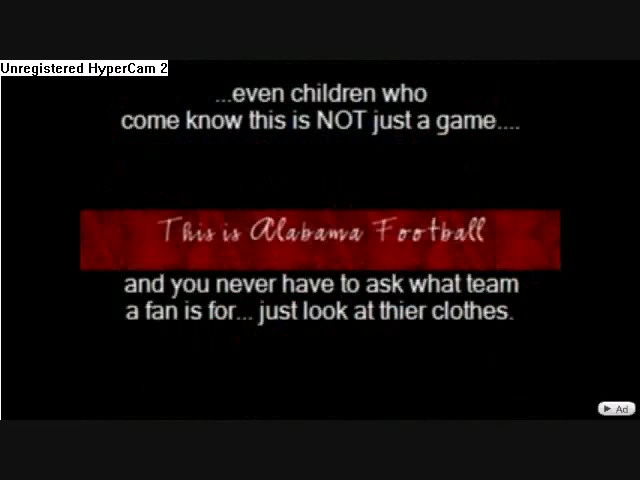 Unregistered HyperCam 2
...even children who
come know this is NOT just a game....
This is Alabama Football
and you never have to ask what team
a fan is for... just look at thier clothes.
Ad